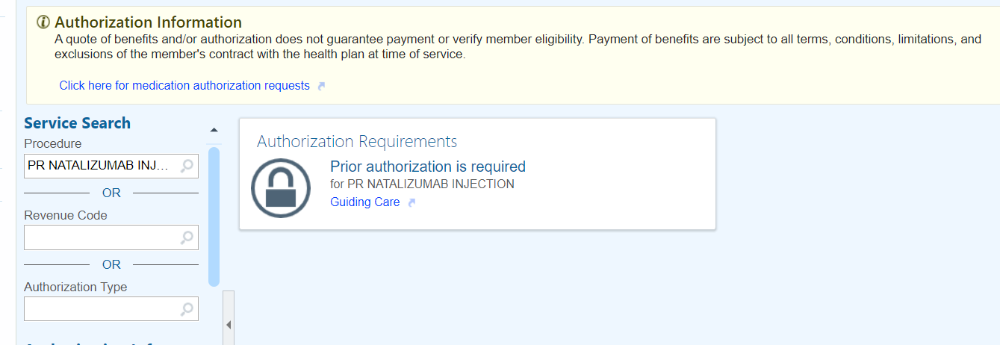 Authorization Information
A quote of benefits and/or authorization does not guarantee payment or verify member eligibility. Payment of benefits are subject to all terms, conditions, limitations, and
exclusions of the member's contract with the health plan at time of service.
Click here for medication authorization requests
Service Search
Procedure
PR NATALIZUMAB INJ...
OR
Revenue Code
OR
Authorization Type
Authorization Requirements
Prior authorization is required
for PR NATALIZUMAB INJECTION
Guiding Care